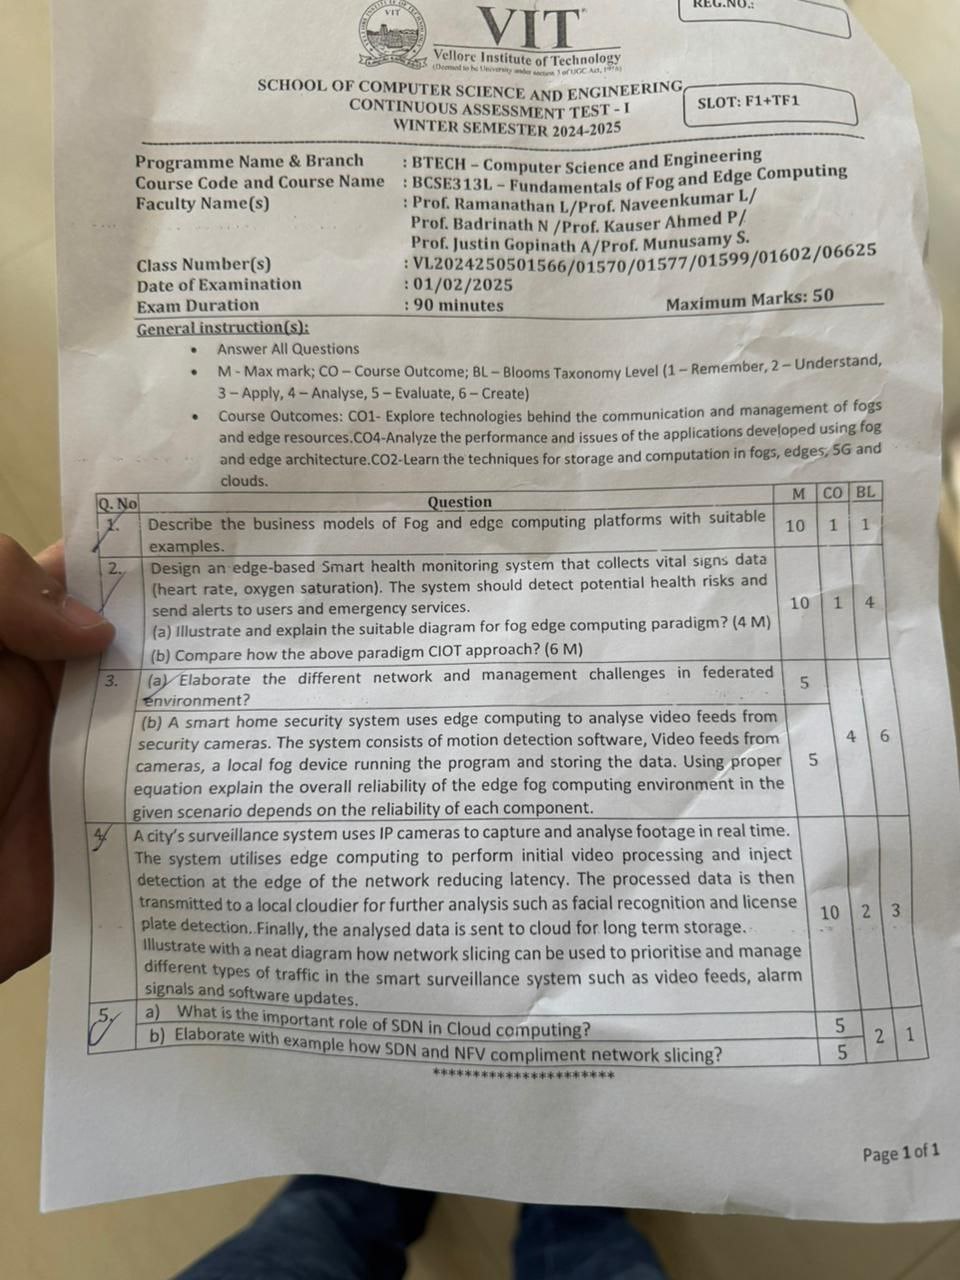 REG.NO.:
VIT
VIT
Vellore Institute of Technology
(Deemed to be University under section 3 of UGC Act, 1956)
SCHOOL OF COMPUTER SCIENCE AND ENGINEERING
CONTINUOUS ASSESSMENT TEST - I
WINTER SEMESTER 2024-2025
SLOT: F1+TF1
Programme Name & Branch : BTECH – Computer Science and Engineering
Course Code and Course Name : BCSE313L – Fundamentals of Fog and Edge Computing
Faculty Name(s) : Prof. Ramanathan L/Prof. Naveenkumar L/
Prof. Badrinath N /Prof. Kauser Ahmed P/
Prof. Justin Gopinath A/Prof. Munusamy S.
Class Number(s) : VL2024250501566/01570/01577/01599/01602/06625
Date of Examination : 01/02/2025
Exam Duration : 90 minutes Maximum Marks: 50
General instruction(s):
• Answer All Questions
• M - Max mark; CO – Course Outcome; BL – Blooms Taxonomy Level (1 – Remember, 2 – Understand,
3 – Apply, 4 – Analyse, 5 – Evaluate, 6 – Create)
• Course Outcomes: CO1- Explore technologies behind the communication and management of fogs
and edge resources.CO4-Analyze the performance and issues of the applications developed using fog
and edge architecture.CO2-Learn the techniques for storage and computation in fogs, edges, 5G and
clouds.
Q. No Question M CO BL
1. Describe the business models of Fog and edge computing platforms with suitable 10 1 1
examples.
2. Design an edge-based Smart health monitoring system that collects vital signs data
(heart rate, oxygen saturation). The system should detect potential health risks and
send alerts to users and emergency services. 10 1 4
(a) Illustrate and explain the suitable diagram for fog edge computing paradigm? (4 M)
(b) Compare how the above paradigm CIOT approach? (6 M)
3. (a) Elaborate the different network and management challenges in federated 5
environment?
(b) A smart home security system uses edge computing to analyse video feeds from
security cameras. The system consists of motion detection software, Video feeds from 4 6
cameras, a local fog device running the program and storing the data. Using proper 5
equation explain the overall reliability of the edge fog computing environment in the
given scenario depends on the reliability of each component.
4. A city's surveillance system uses IP cameras to capture and analyse footage in real time.
The system utilises edge computing to perform initial video processing and inject
detection at the edge of the network reducing latency. The processed data is then
transmitted to a local cloudier for further analysis such as facial recognition and license 10 2 3
plate detection. Finally, the analysed data is sent to cloud for long term storage.
Illustrate with a neat diagram how network slicing can be used to prioritise and manage
different types of traffic in the smart surveillance system such as video feeds, alarm
signals and software updates.
5. a) What is the important role of SDN in Cloud computing? 5 2 1
b) Elaborate with example how SDN and NFV compliment network slicing? 5
**********************
Page 1 of 1